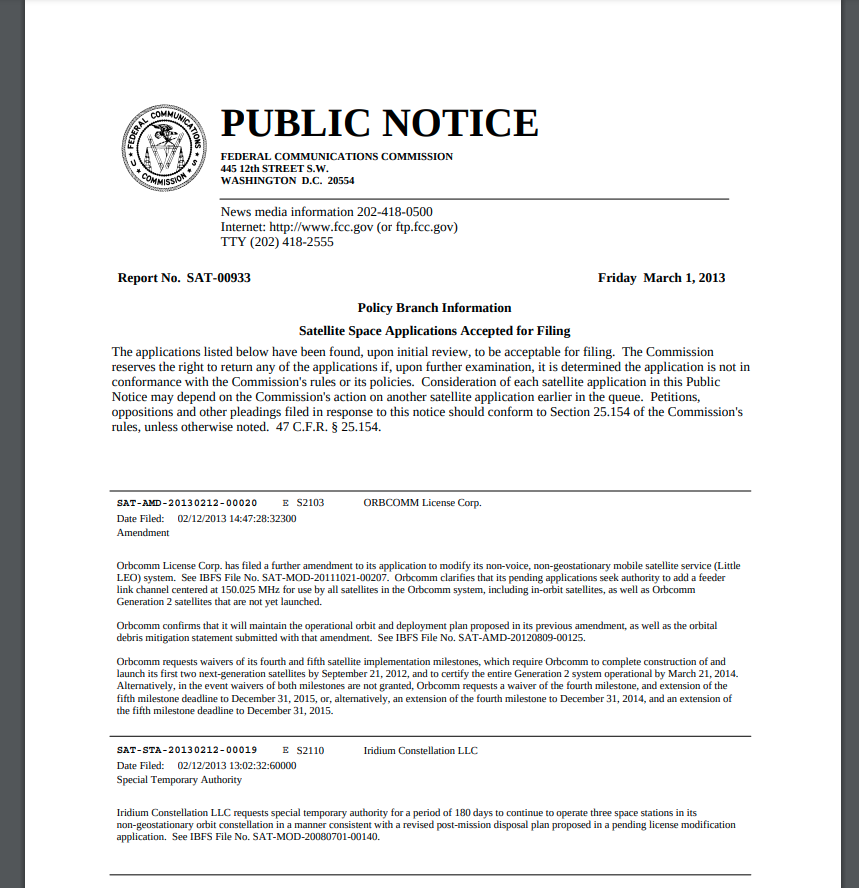 FEDERAL COMMUNICATIONS COMMISSION
U S
PUBLIC NOTICE
FEDERAL COMMUNICATIONS COMMISSION
445 12th STREET S.W.
WASHINGTON D.C. 20554
News media information 202-418-0500
Internet: http://www.fcc.gov (or ftp.fcc.gov)
TTY (202) 418-2555
Report No. SAT-00933 Friday March 1, 2013
Policy Branch Information
Satellite Space Applications Accepted for Filing
The applications listed below have been found, upon initial review, to be acceptable for filing. The Commission
reserves the right to return any of the applications if, upon further examination, it is determined the application is not in
conformance with the Commission's rules or its policies. Consideration of each satellite application in this Public
Notice may depend on the Commission's action on another satellite application earlier in the queue. Petitions,
oppositions and other pleadings filed in response to this notice should conform to Section 25.154 of the Commission's
rules, unless otherwise noted. 47 C.F.R. § 25.154.
SAT-AMD-20130212-00020 E S2103 ORBCOMM License Corp.
Date Filed: 02/12/2013 14:47:28:32300
Amendment
Orbcomm License Corp. has filed a further amendment to its application to modify its non-voice, non-geostationary mobile satellite service (Little
LEO) system. See IBFS File No. SAT-MOD-20111021-00207. Orbcomm clarifies that its pending applications seek authority to add a feeder
link channel centered at 150.025 MHz for use by all satellites in the Orbcomm system, including in-orbit satellites, as well as Orbcomm
Generation 2 satellites that are not yet launched.
Orbcomm confirms that it will maintain the operational orbit and deployment plan proposed in its previous amendment, as well as the orbital
debris mitigation statement submitted with that amendment. See IBFS File No. SAT-AMD-20120809-00125.
Orbcomm requests waivers of its fourth and fifth satellite implementation milestones, which require Orbcomm to complete construction of and
launch its first two next-generation satellites by September 21, 2012, and to certify the entire Generation 2 system operational by March 21, 2014.
Alternatively, in the event waivers of both milestones are not granted, Orbcomm requests a waiver of the fourth milestone, and extension of the
fifth milestone deadline to December 31, 2015, or, alternatively, an extension of the fourth milestone to December 31, 2014, and an extension of
the fifth milestone deadline to December 31, 2015.
SAT-STA-20130212-00019 E S2110 Iridium Constellation LLC
Date Filed: 02/12/2013 13:02:32:60000
Special Temporary Authority
Iridium Constellation LLC requests special temporary authority for a period of 180 days to continue to operate three space stations in its
non-geostationary orbit constellation in a manner consistent with a revised post-mission disposal plan proposed in a pending license modification
application. See IBFS File No. SAT-MOD-20080701-00140.